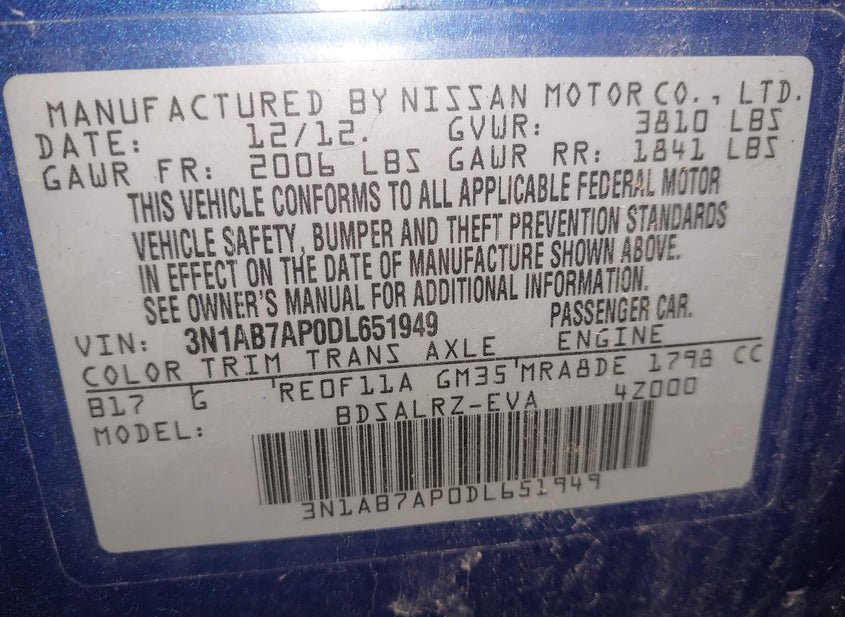 MANUFACTURED BY NISSAN MOTOR CO., LTD.
DATE: 12/12. GVWR: 3810 LBS
GAWR FR: 2006 LBS GAWR RR: 1841 LBS
THIS VEHICLE CONFORMS TO ALL APPLICABLE FEDERAL MOTOR
VEHICLE SAFETY, BUMPER AND THEFT PREVENTION STANDARDS
IN EFFECT ON THE DATE OF MANUFACTURE SHOWN ABOVE.
SEE OWNER'S MANUAL FOR ADDITIONAL INFORMATION.
VIN: 3N1AB7AP0DL651949 PASSENGER CAR.
COLOR TRIM TRANS AXLE ENGINE
B17 G RE0F11A GM35 MRA8DE 1798 CC
MODEL: BDSALRZ-EVA 4Z000
3N1AB7AP0DL651949